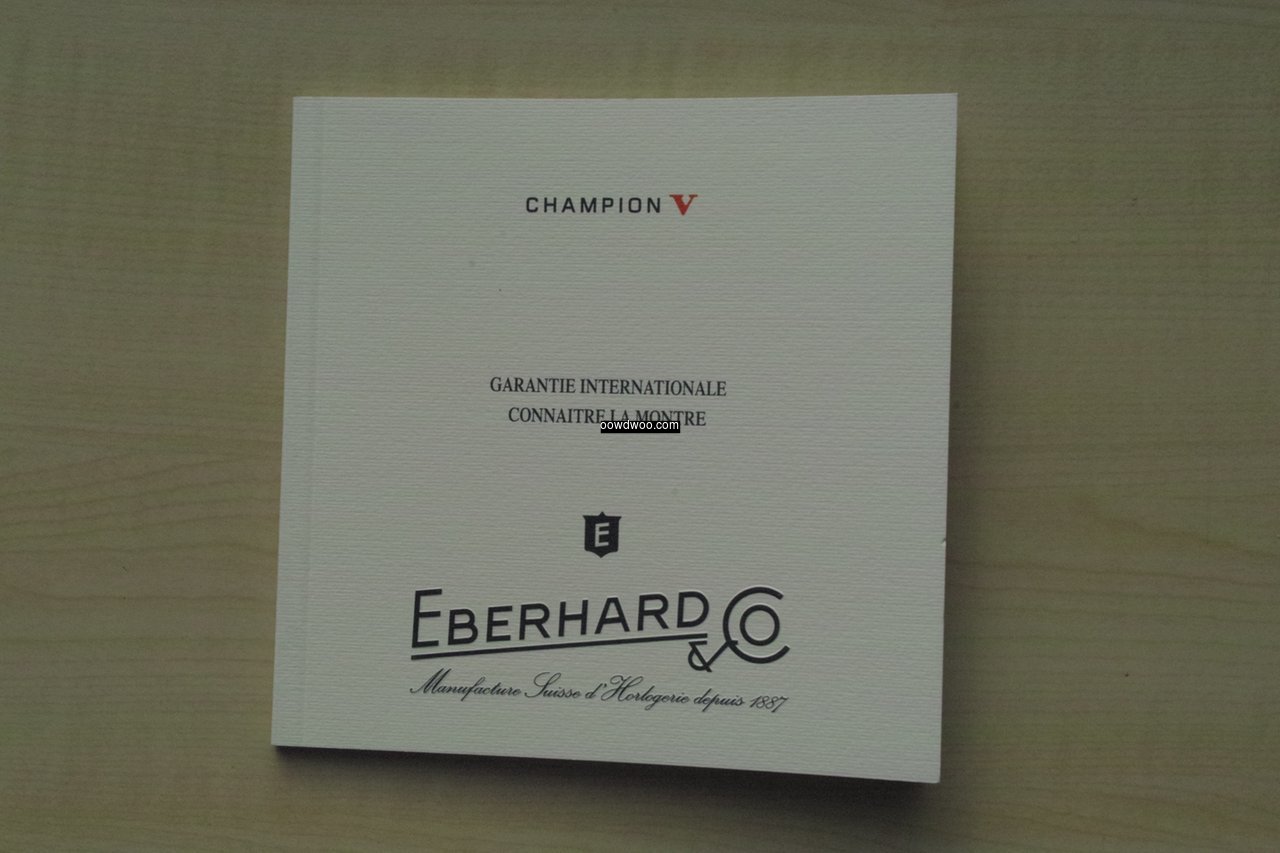 CHAMPION V
GARANTIE INTERNATIONALE
CONNAITRE LA MONTRE
oowdwoo.com
E
EBERHARD & CO
Manufacture Suisse d'Horlogerie depuis 1887